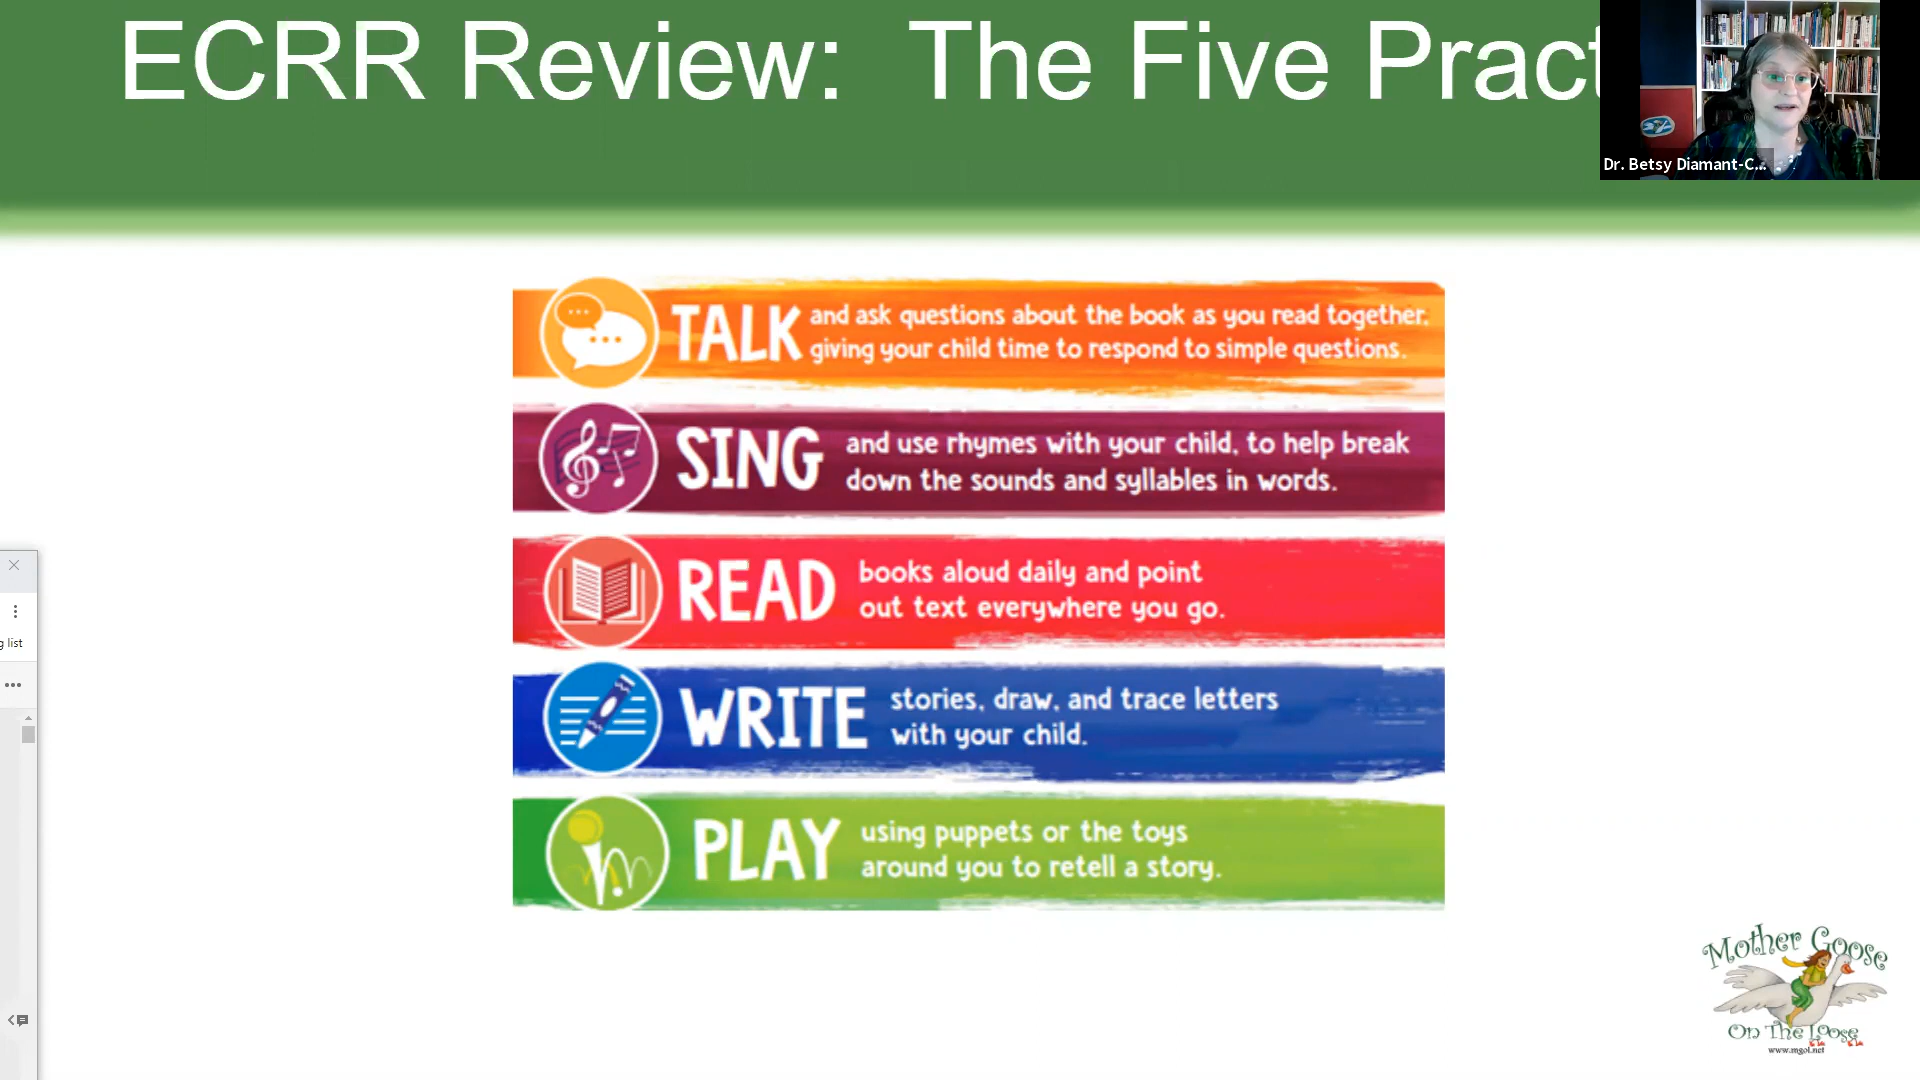 ECRR Review: The Five Pract
Dr. Betsy Diamant-C...
TALK and ask questions about the book as you read together,
giving your child time to respond to simple questions.
SING and use rhymes with your child, to help break
down the sounds and syllables in words.
READ books aloud daily and point
out text everywhere you go.
g list
WRITE stories, draw, and trace letters
with your child.
PLAY using puppets or the toys
around you to retell a story.
Mother Goose
On The Loose
www.mgol.net